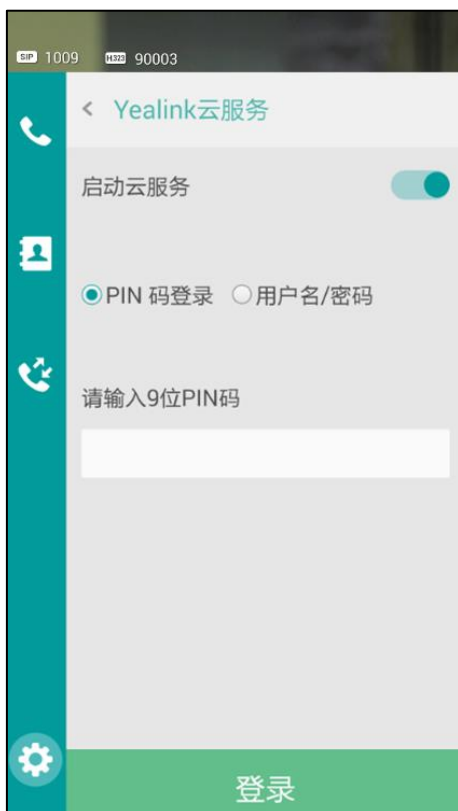 SIP 1009 H.323 90003
< Yealink云服务
启动云服务
PIN 码登录 用户名/密码
请输入9位PIN码
登录